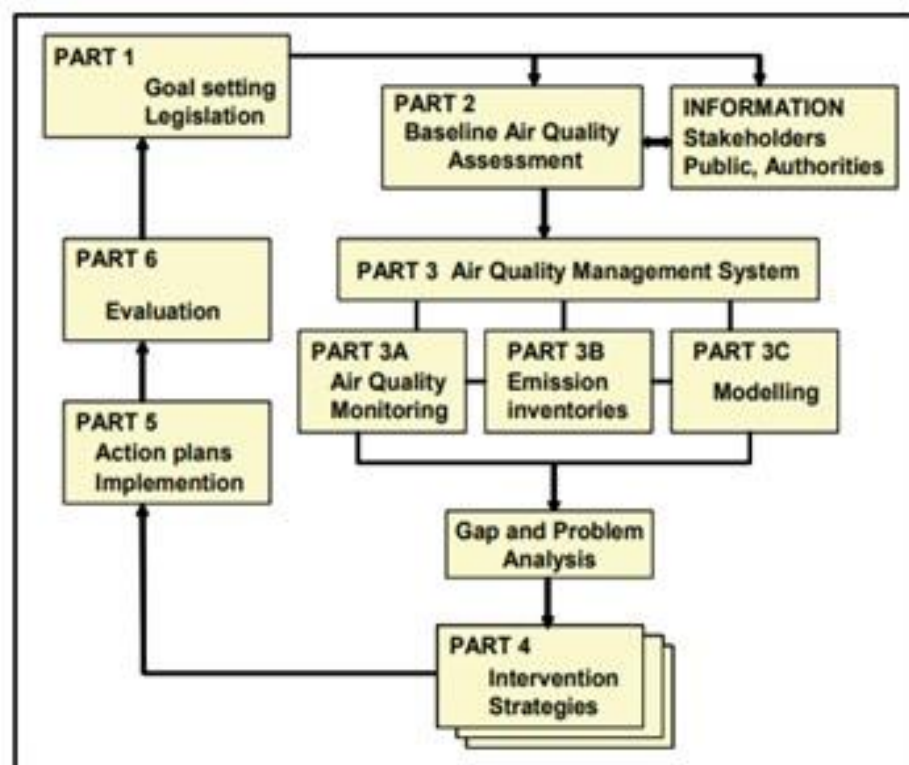 PART 1
Goal setting
Legislation
PART 2
Baseline Air Quality
Assessment
INFORMATION
Stakeholders
Public, Authorities
PART 3 Air Quality Management System
PART 3A
Air Quality
Monitoring
PART 3B
Emission
inventories
PART 3C
Modelling
Gap and Problem
Analysis
PART 4
Intervention
Strategies
PART 5
Action plans
Implemention
PART 6
Evaluation